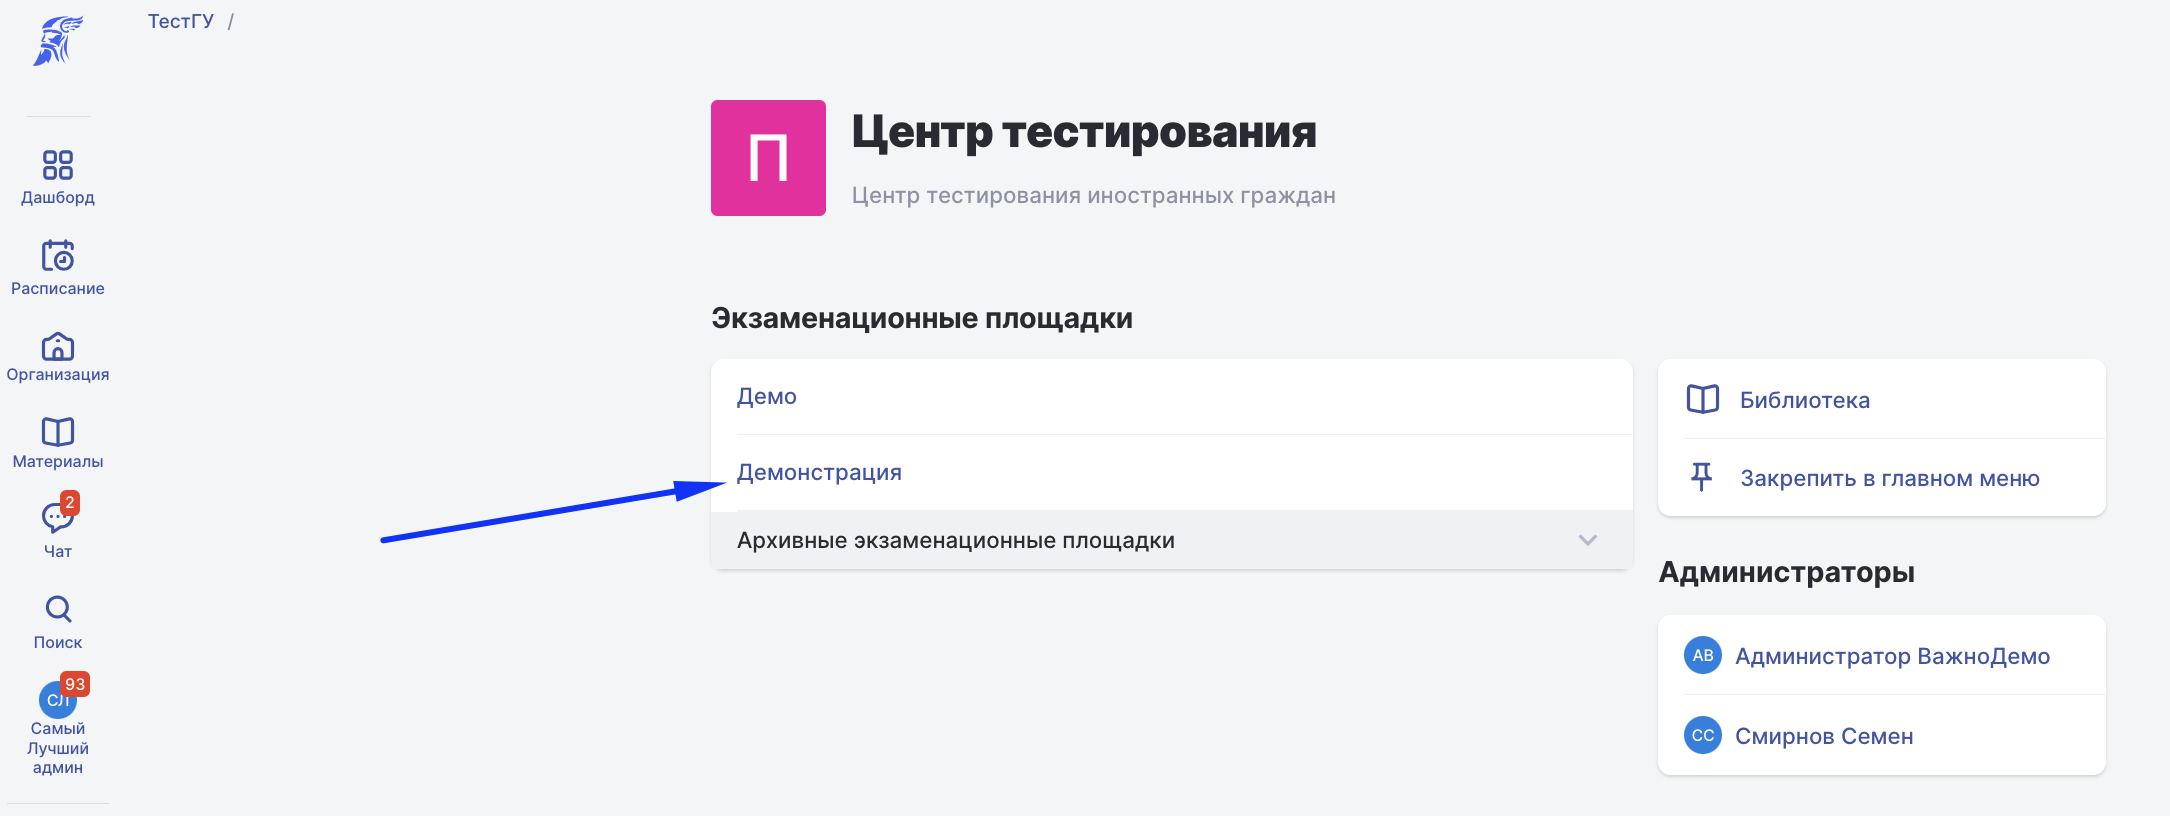 ТестГУ /
П
Центр тестирования
Центр тестирования иностранных граждан
Дашборд
Расписание
Организация
Материалы
2
Чат
Поиск
93
СЛ
Самый
Лучший
админ
Экзаменационные площадки
Демо
Демонстрация
Архивные экзаменационные площадки
Библиотека
Закрепить в главном меню
Администраторы
АВ Администратор ВажноДемо
СС Смирнов Семен